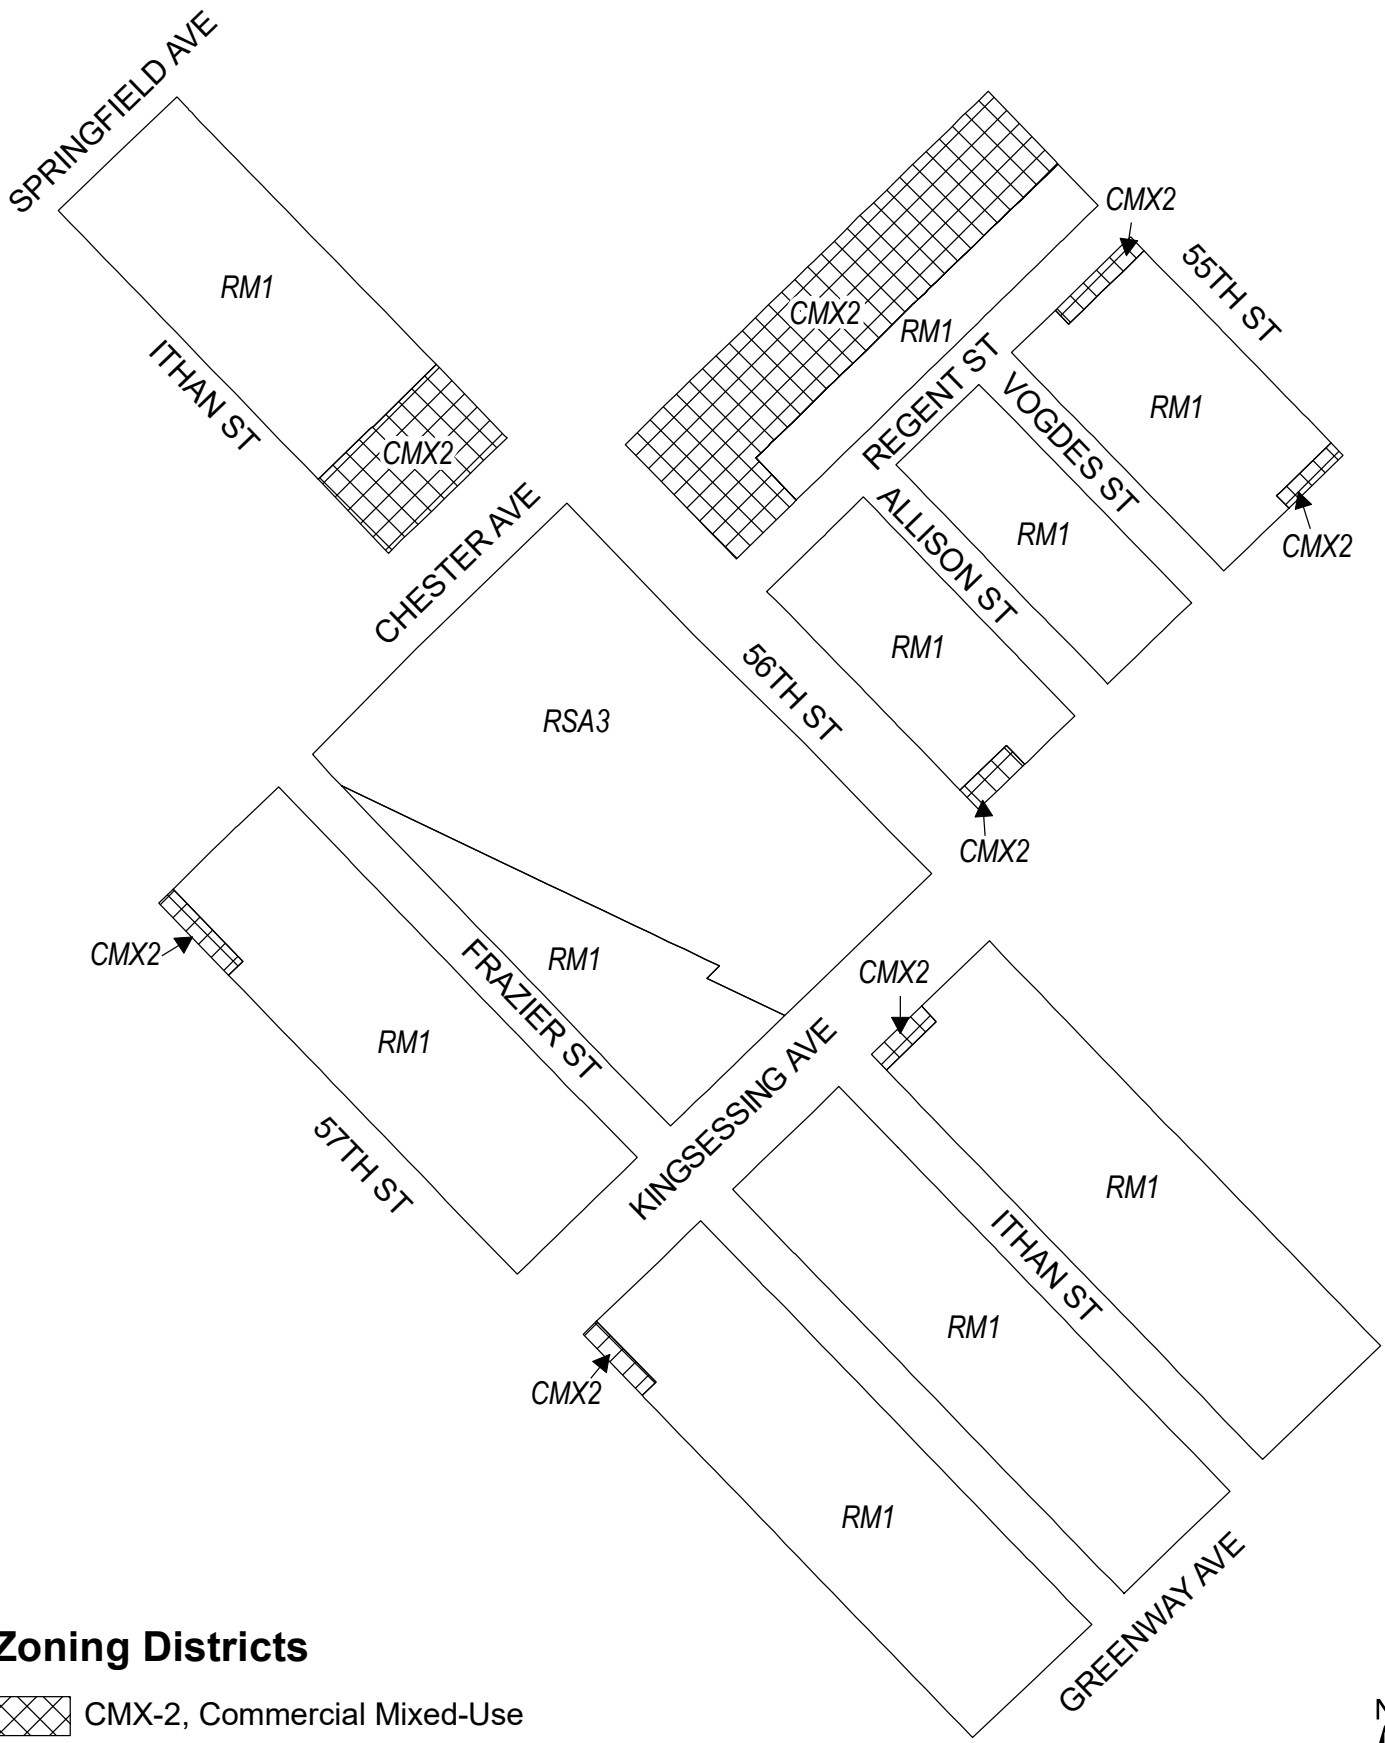 SPRINGFIELD AVE
CMX2
55TH ST
RM1
CMX2
RM1
ITHAN ST
REGENT ST
VOGDES ST
RM1
CMX2
CHESTER AVE
ALLISON ST
RM1
CMX2
RM1
56TH ST
RSA3
CMX2
CMX2
RM1
FRAZIER ST
CMX2
RM1
KINGSESSING AVE
57TH ST
RM1
ITHAN ST
RM1
CMX2
RM1
GREENWAY AVE
Zoning Districts
CMX-2, Commercial Mixed-Use
N